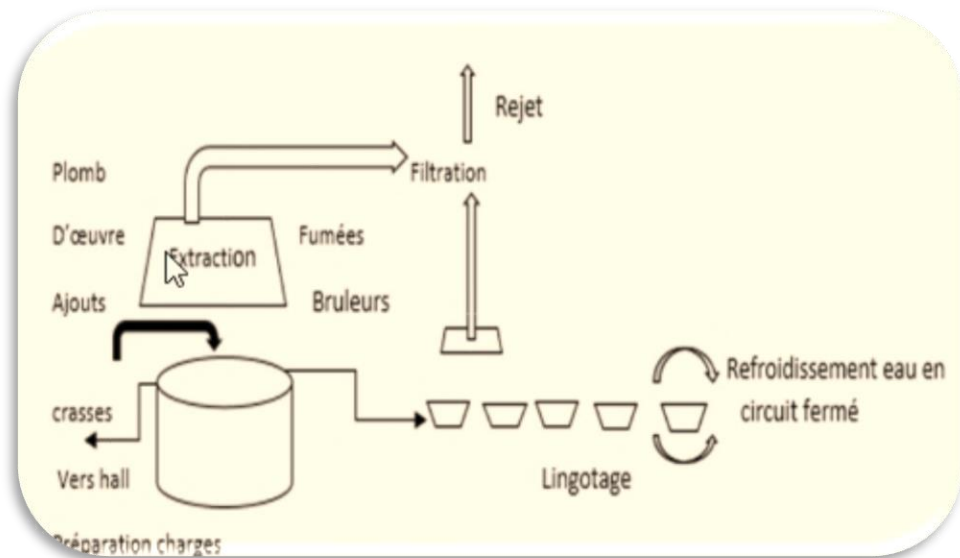 Rejet
Plomb
Filtration
D'œuvre
Fumées
Extraction
Ajouts
Bruleurs
Refroidissement eau en
circuit fermé
crasses
Vers hall
Lingotage
Préparation charges